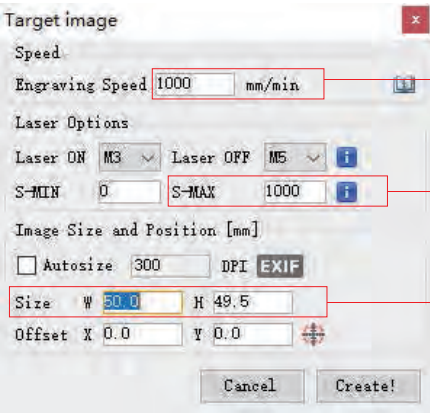 Target image x
Speed
Engraving Speed 1000 mm/min
Laser Options
Laser ON M3 Laser OFF M5 i
S-MIN 0 S-MAX 1000 i
Image Size and Position [mm]
Autosize 300 DPI EXIF
Size W 50.0 H 49.5
Offset X 0.0 Y 0.0
Cancel Create!